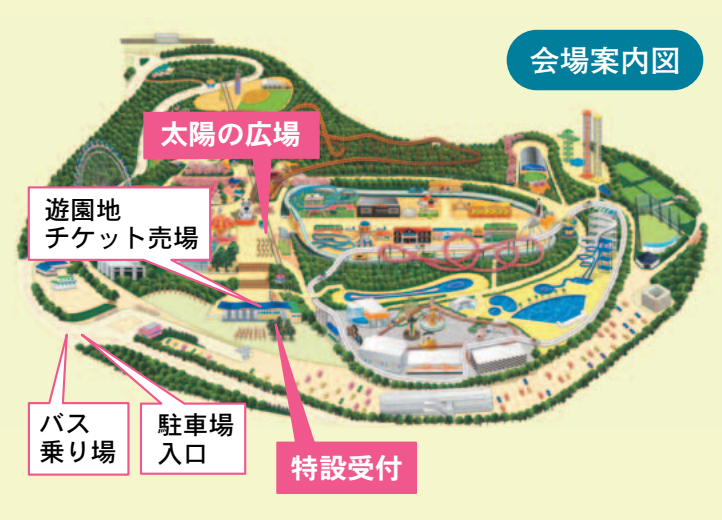 会場案内図
太陽の広場
遊園地
チケット売場
バス
乗り場
駐車場
入口
特設受付